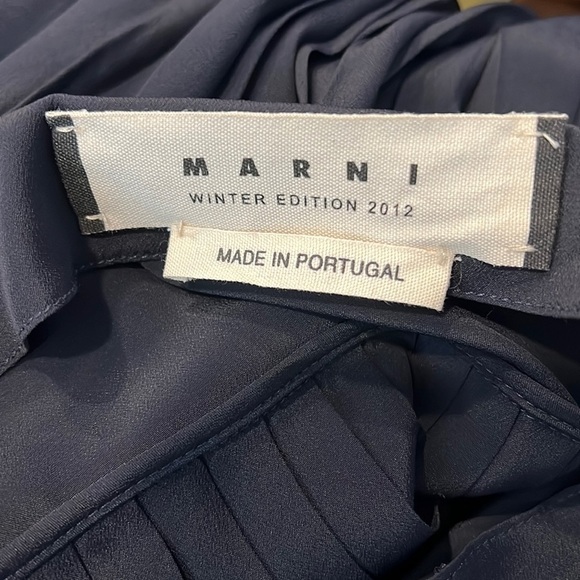 MARNI
WINTER EDITION 2012
MADE IN PORTUGAL